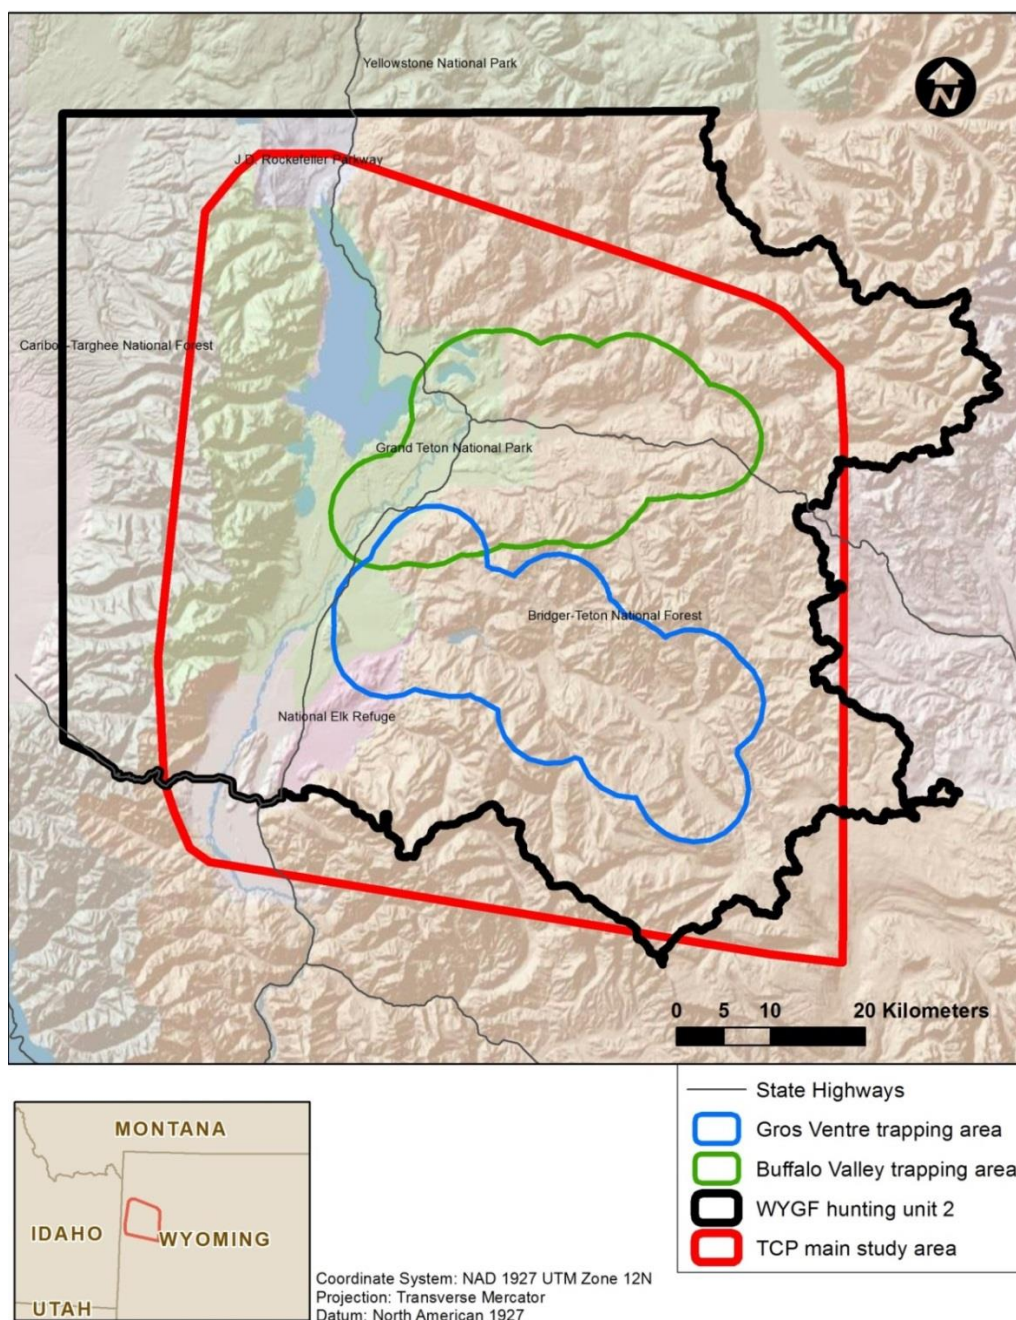 Yellowstone National Park
N
J.D. Rockefeller Parkway
Caribou-Targhee National Forest
Grand Teton National Park
Bridger-Teton National Forest
National Elk Refuge
0 5 10 20 Kilometers
State Highways
Gros Ventre trapping area
Buffalo Valley trapping area
WYGF hunting unit 2
TCP main study area
MONTANA
IDAHO
WYOMING
UTAH
Coordinate System: NAD 1927 UTM Zone 12N
Projection: Transverse Mercator
Datum: North American 1927